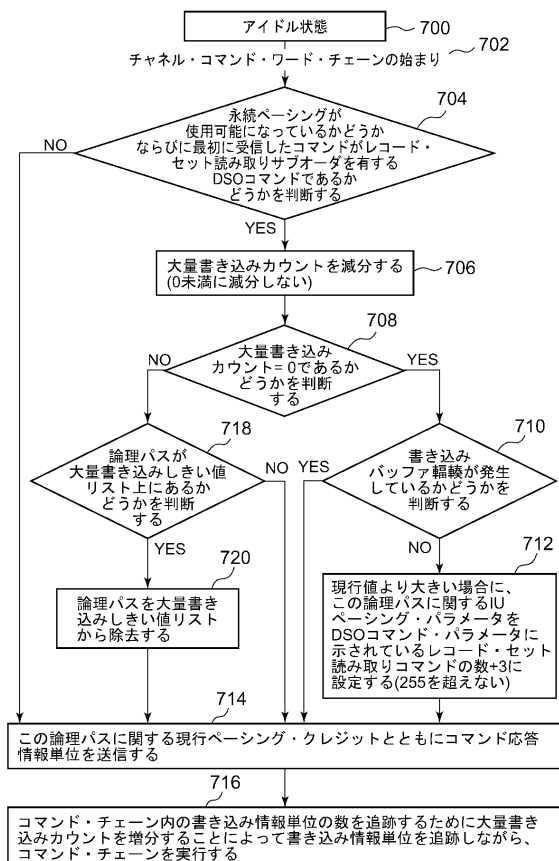 アイドル状態
700
702
チャネル・コマンド・ワード・チェーンの始まり
704
永続ペーシングが
使用可能になっているかどうか
ならびに最初に受信したコマンドがレコード・
セット読み取りサブオーダを有する
DSOコマンドであるか
どうかを判断する
NO
YES
大量書き込みカウントを減分する
(0未満に減分しない)
706
708
大量書き込み
カウント= 0であるか
どうかを判断
する
NO
YES
718
論理パスが
大量書き込みしきい値
リスト上にあるか
どうかを判断
する
NO
YES
710
書き込み
バッファ輻輳が発生
しているかどうかを
判断する
YES
NO
720
論理パスを大量書き
込みしきい値リスト
から除去する
712
現行値より大きい場合に、
この論理パスに関するIU
ペーシング・パラメータを
DSOコマンド・パラメータに
示されているレコード・セット
読み取りコマンドの数+3に
設定する(255を超えない)
714
この論理パスに関する現行ペーシング・クレジットとともにコマンド応答
情報単位を送信する
716
コマンド・チェーン内の書き込み情報単位の数を追跡するために大量書き
込みカウントを増分することによって書き込み情報単位を追跡しながら、
コマンド・チェーンを実行する